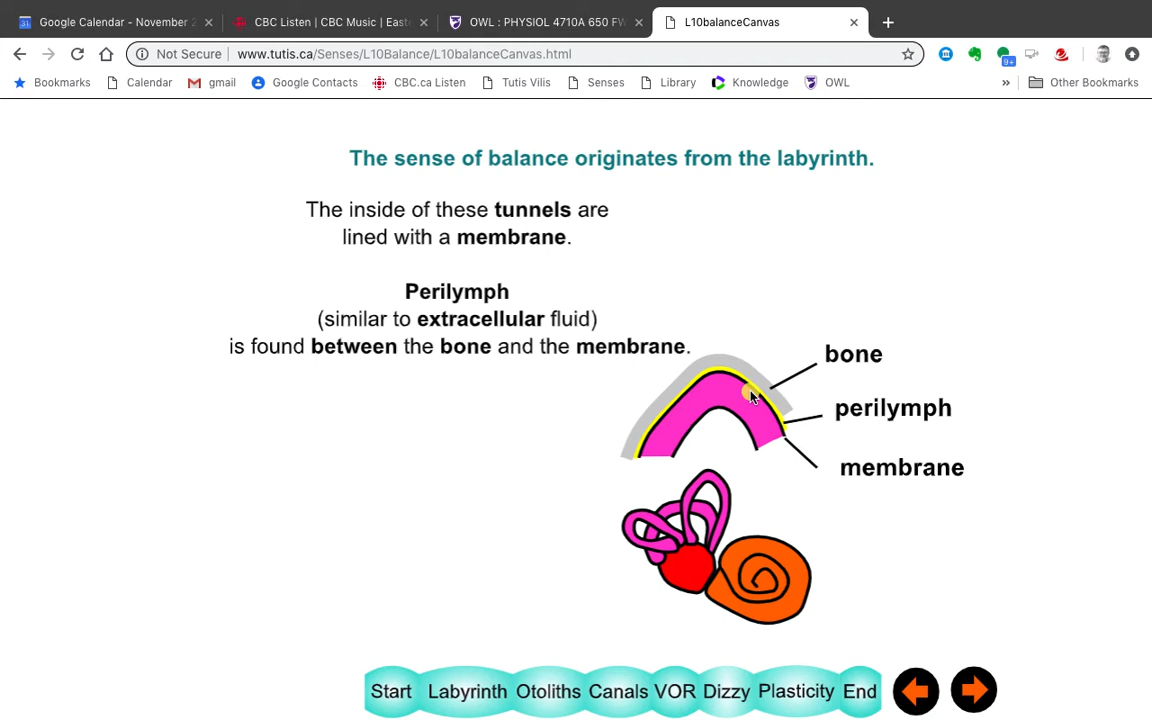 Google Calendar - November 2
CBC Listen | CBC Music | Easte
OWL : PHYSIOL 4710A 650 FW
L10balanceCanvas
Not Secure | www.tutis.ca/Senses/L10Balance/L10balanceCanvas.html
9+
Bookmarks Calendar gmail Google Contacts CBC.ca Listen Tutis Vilis Senses Library Knowledge OWL » Other Bookmarks
The sense of balance originates from the labyrinth.
The inside of these tunnels are
lined with a membrane.
Perilymph
(similar to extracellular fluid)
is found between the bone and the membrane.
bone
perilymph
membrane
Start Labyrinth Otoliths Canals VOR Dizzy Plasticity End